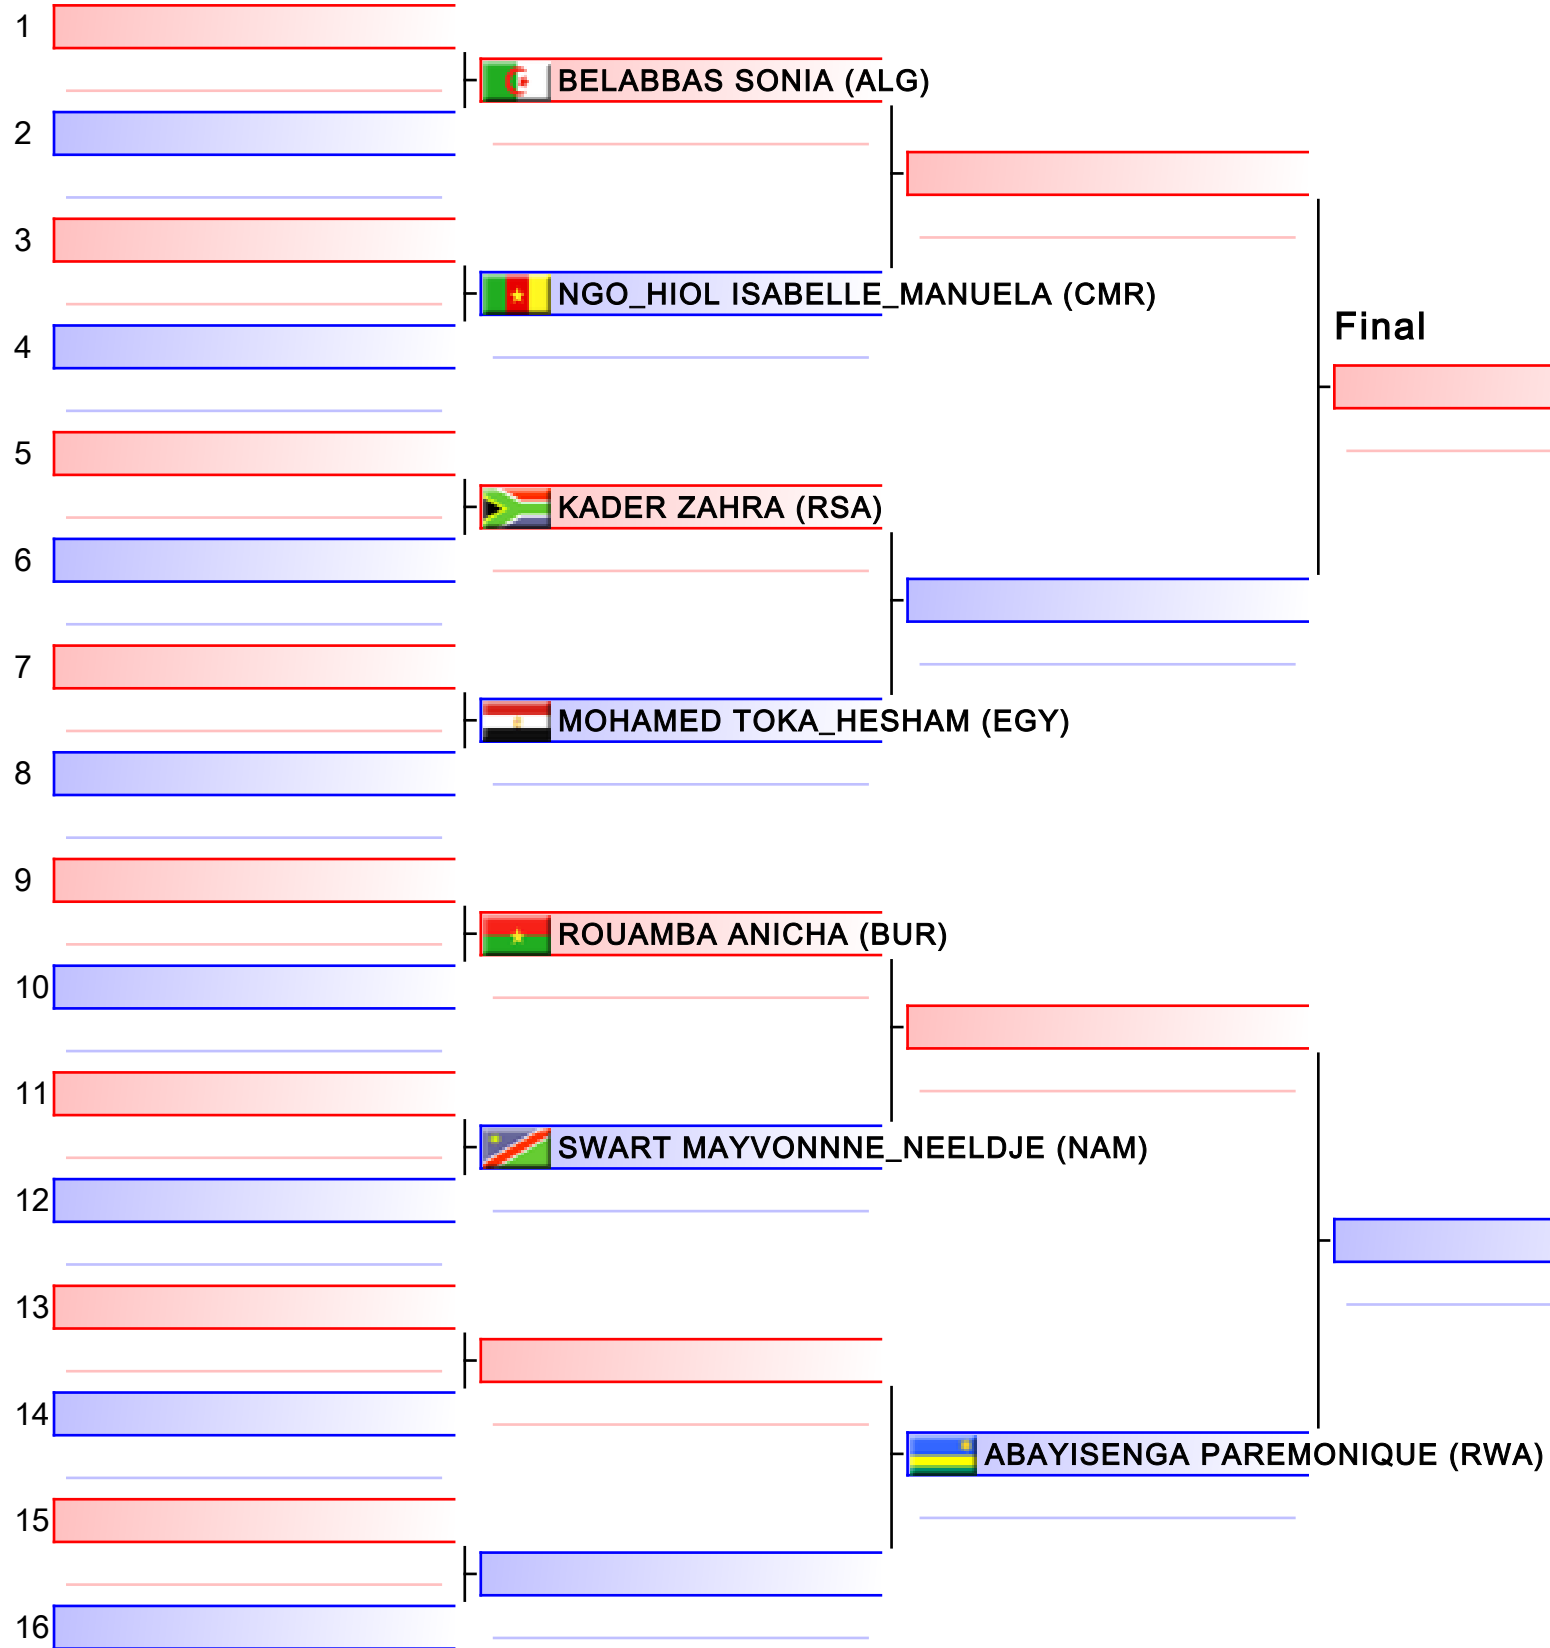 1
BELABBAS SONIA (ALG)
2
3
NGO_HIOL ISABELLE_MANUELA (CMR)
Final
4
5
KADER ZAHRA (RSA)
6
7
MOHAMED TOKA_HESHAM (EGY)
8
9
ROUAMBA ANICHA (BUR)
10
11
SWART MAYVONNNE_NEELDJE (NAM)
12
13
14
ABAYISENGA PAREMONIQUE (RWA)
15
16